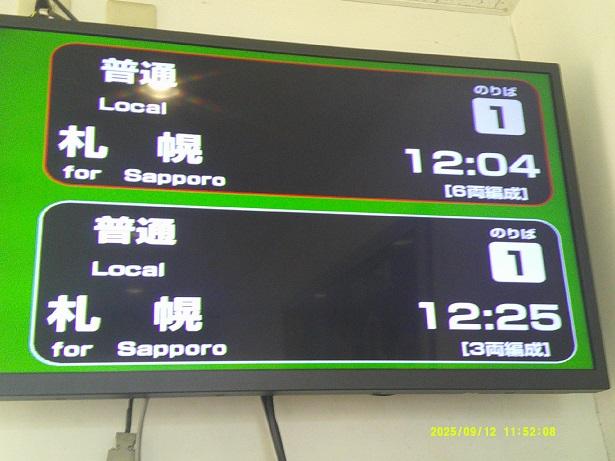 普通
Local
のりば
1
札幌
for Sapporo
12:04
[6両編成]
普通
Local
のりば
1
札幌
for Sapporo
12:25
[3両編成]
2025/09/12 11:52:08